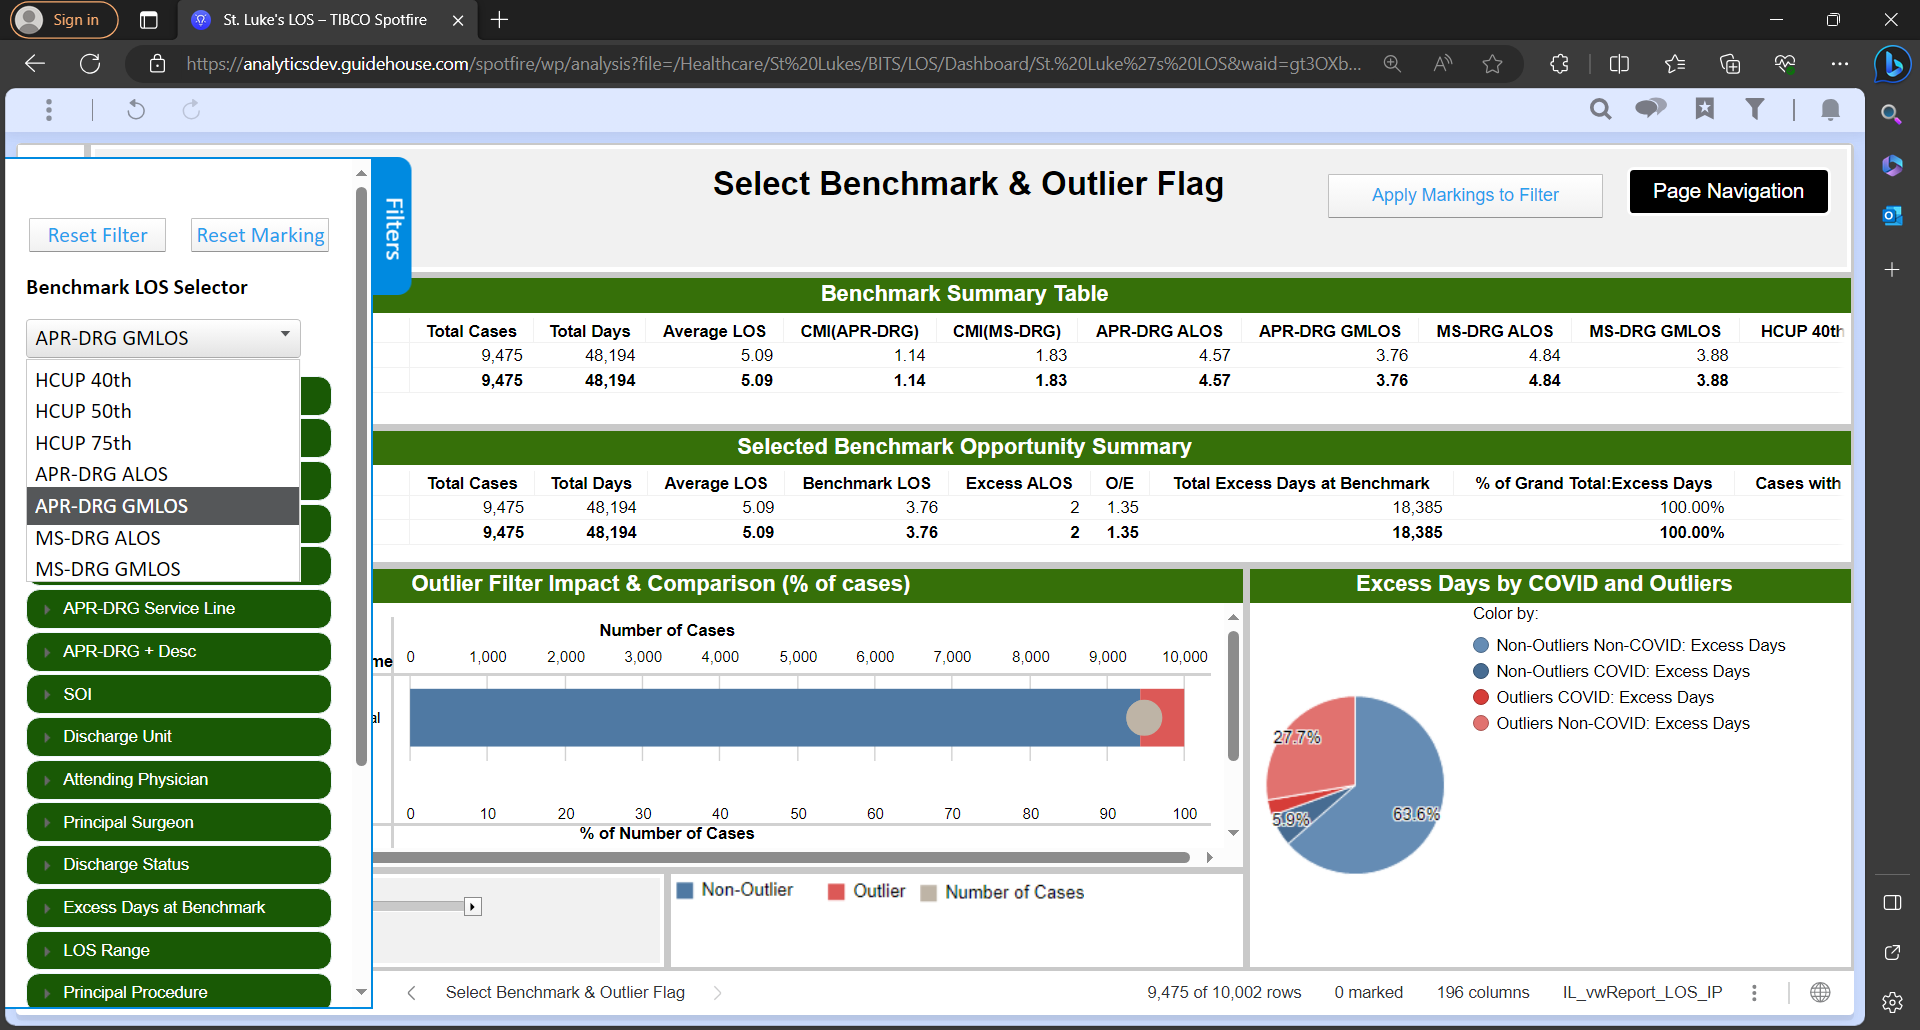 Sign in
St. Luke's LOS – TIBCO Spotfire
https://analyticsdev.guidehouse.com/spotfire/wp/analysis?file=/Healthcare/St%20Lukes/BITS/LOS/Dashboard/St.%20Luke%27s%20LOS&waid=gt3OXb...
Select Benchmark & Outlier Flag
Apply Markings to Filter
Page Navigation
Filters
Reset Filter Reset Marking
Benchmark LOS Selector
APR-DRG GMLOS
HCUP 40th
HCUP 50th
HCUP 75th
APR-DRG ALOS
APR-DRG GMLOS
MS-DRG ALOS
MS-DRG GMLOS
APR-DRG Service Line
APR-DRG + Desc
SOI
Discharge Unit
Attending Physician
Principal Surgeon
Discharge Status
Excess Days at Benchmark
LOS Range
Principal Procedure
Benchmark Summary Table
Total Cases Total Days Average LOS CMI(APR-DRG) CMI(MS-DRG) APR-DRG ALOS APR-DRG GMLOS MS-DRG ALOS MS-DRG GMLOS HCUP 40th
9,475 48,194 5.09 1.14 1.83 4.57 3.76 4.84 3.88
9,475 48,194 5.09 1.14 1.83 4.57 3.76 4.84 3.88
Selected Benchmark Opportunity Summary
Total Cases Total Days Average LOS Benchmark LOS Excess ALOS O/E Total Excess Days at Benchmark % of Grand Total:Excess Days Cases with
9,475 48,194 5.09 3.76 2 1.35 18,385 100.00%
9,475 48,194 5.09 3.76 2 1.35 18,385 100.00%
Outlier Filter Impact & Comparison (% of cases)
Number of Cases
me 0 1,000 2,000 3,000 4,000 5,000 6,000 7,000 8,000 9,000 10,000
al
0 10 20 30 40 50 60 70 80 90 100
% of Number of Cases
Non-Outlier Outlier Number of Cases
Excess Days by COVID and Outliers
Color by:
Non-Outliers Non-COVID: Excess Days
Non-Outliers COVID: Excess Days
Outliers COVID: Excess Days
Outliers Non-COVID: Excess Days
27.7%
5.9%
63.6%
Select Benchmark & Outlier Flag
9,475 of 10,002 rows 0 marked 196 columns IL_vwReport_LOS_IP